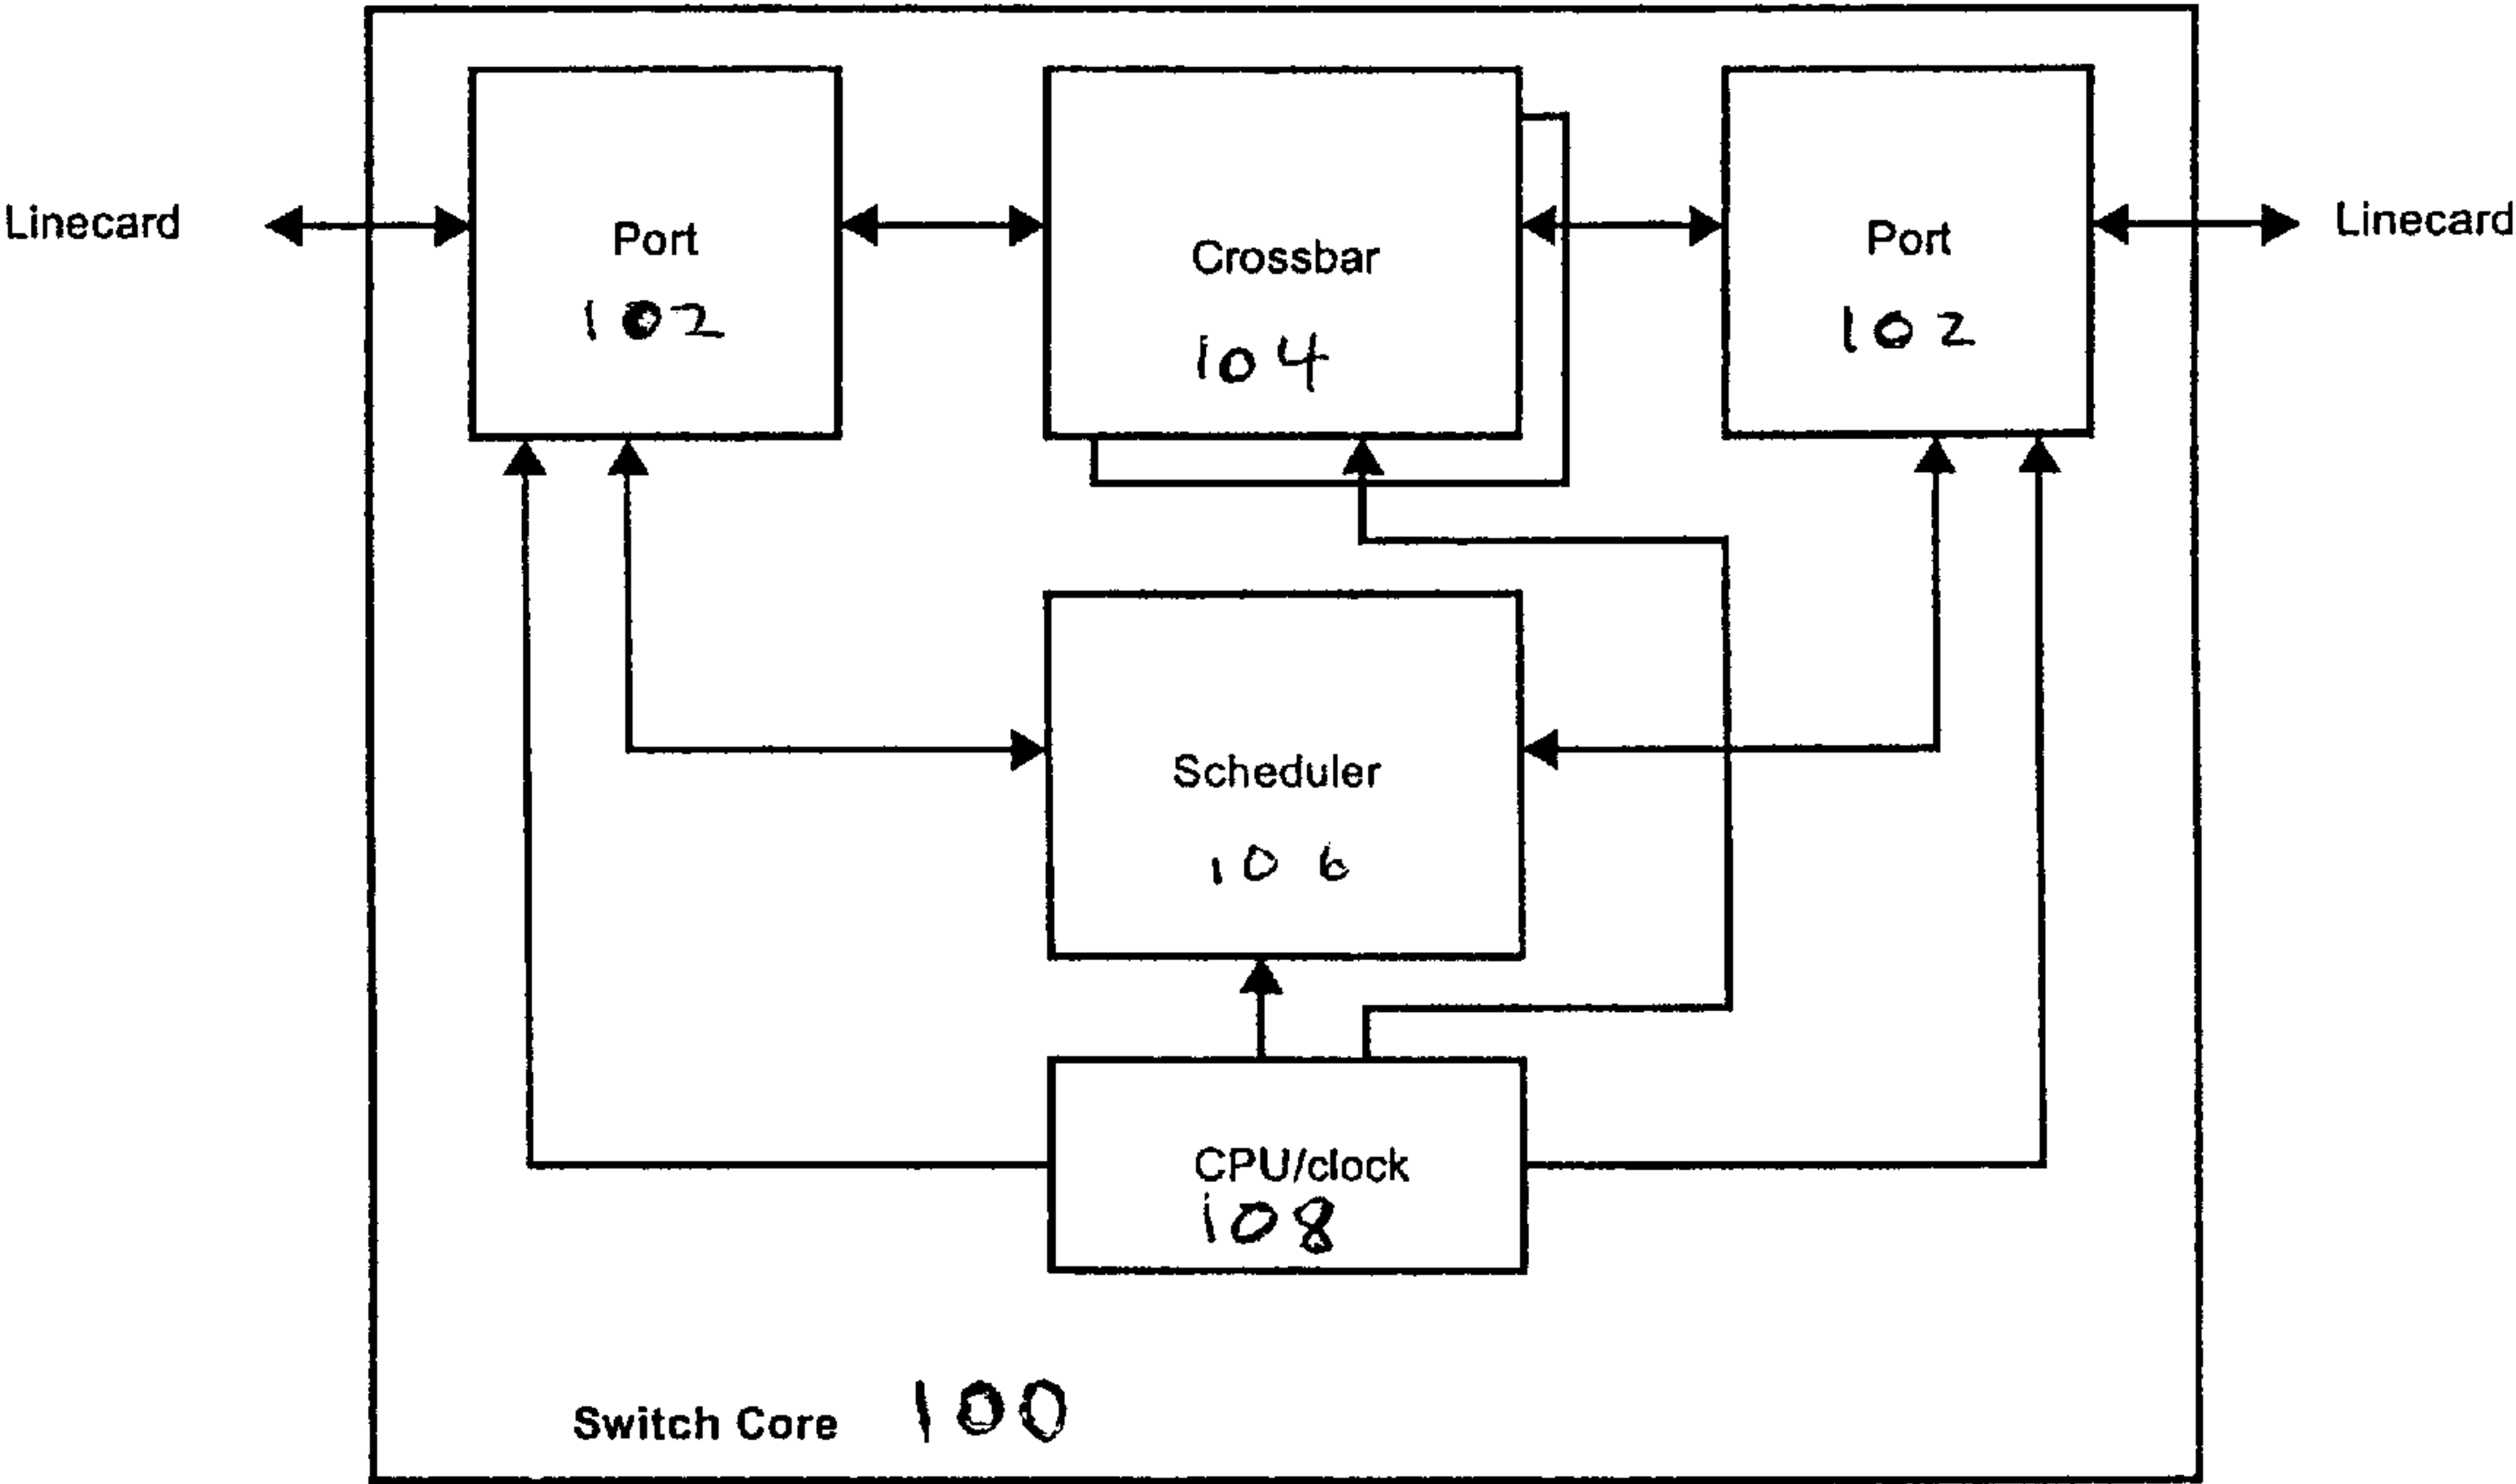 Linecard
Port
102
Crossbar
104
Port
102
Linecard
Scheduler
106
CPU/clock
108
Switch Core 100